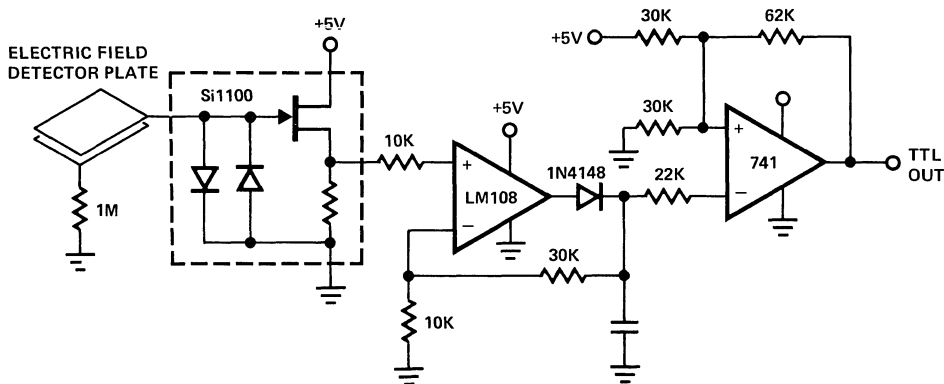 ELECTRIC FIELD
DETECTOR PLATE
1M
Si1100
+5V
10K
+5V
+
LM108
−
10K
1N4148
30K
22K
+5V
30K
30K
62K
+
741
−
TTL
OUT